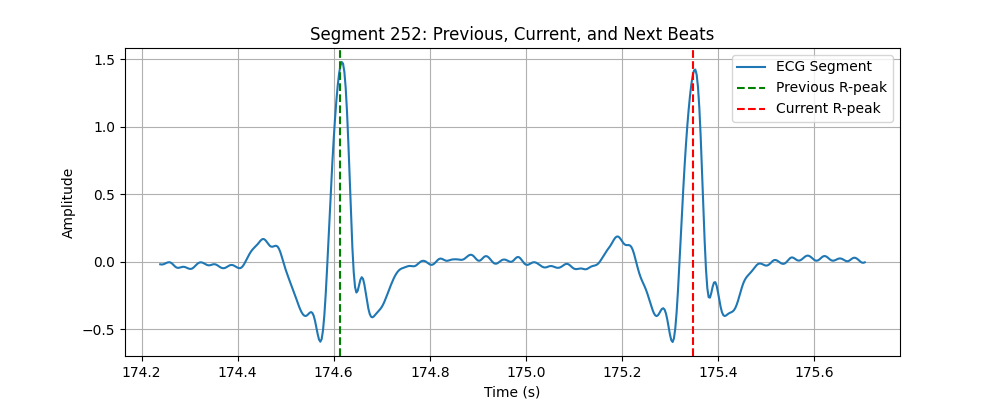 Segment 252: Previous, Current, and Next Beats
ECG Segment
Previous R-peak
Current R-peak
Amplitude
1.5
1.0
0.5
0.0
−0.5
174.2 174.4 174.6 174.8 175.0 175.2 175.4 175.6
Time (s)